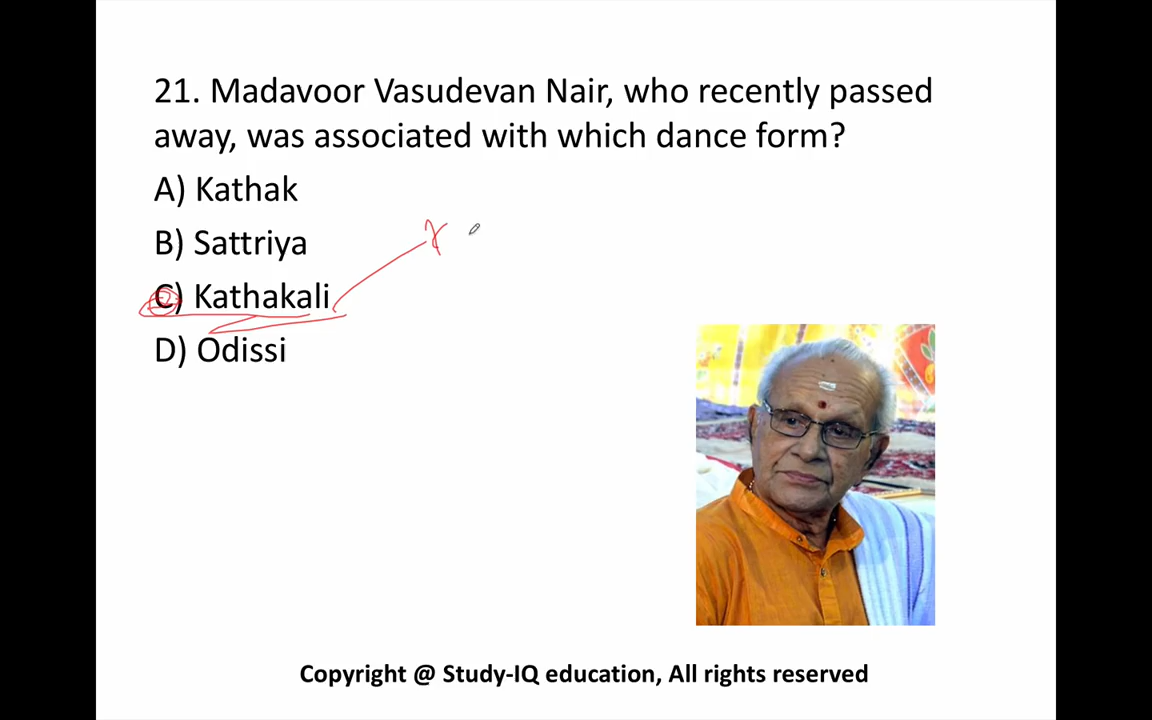 21. Madavoor Vasudevan Nair, who recently passed
away, was associated with which dance form?
A) Kathak
B) Sattriya
C) Kathakali
D) Odissi
Copyright @ Study-IQ education, All rights reserved